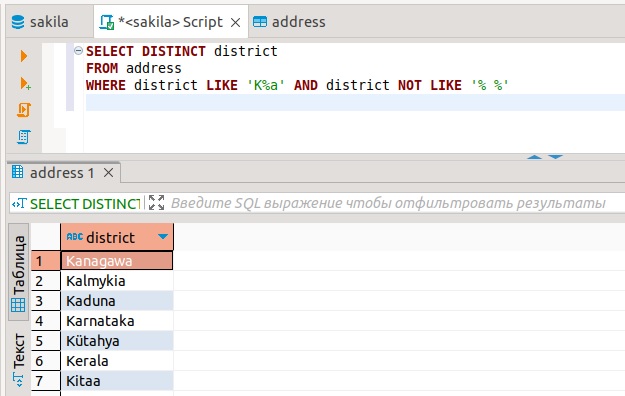 sakila
*<sakila> Script
address
SELECT DISTINCT district
FROM address
WHERE district LIKE 'K%a' AND district NOT LIKE '% %'
address 1
SELECT DISTINCT
Введите SQL выражение чтобы отфильтровать результаты
Таблица
Текст
ABC district
1 Kanagawa
2 Kalmykia
3 Kaduna
4 Karnataka
5 Kütahya
6 Kerala
7 Kitaa